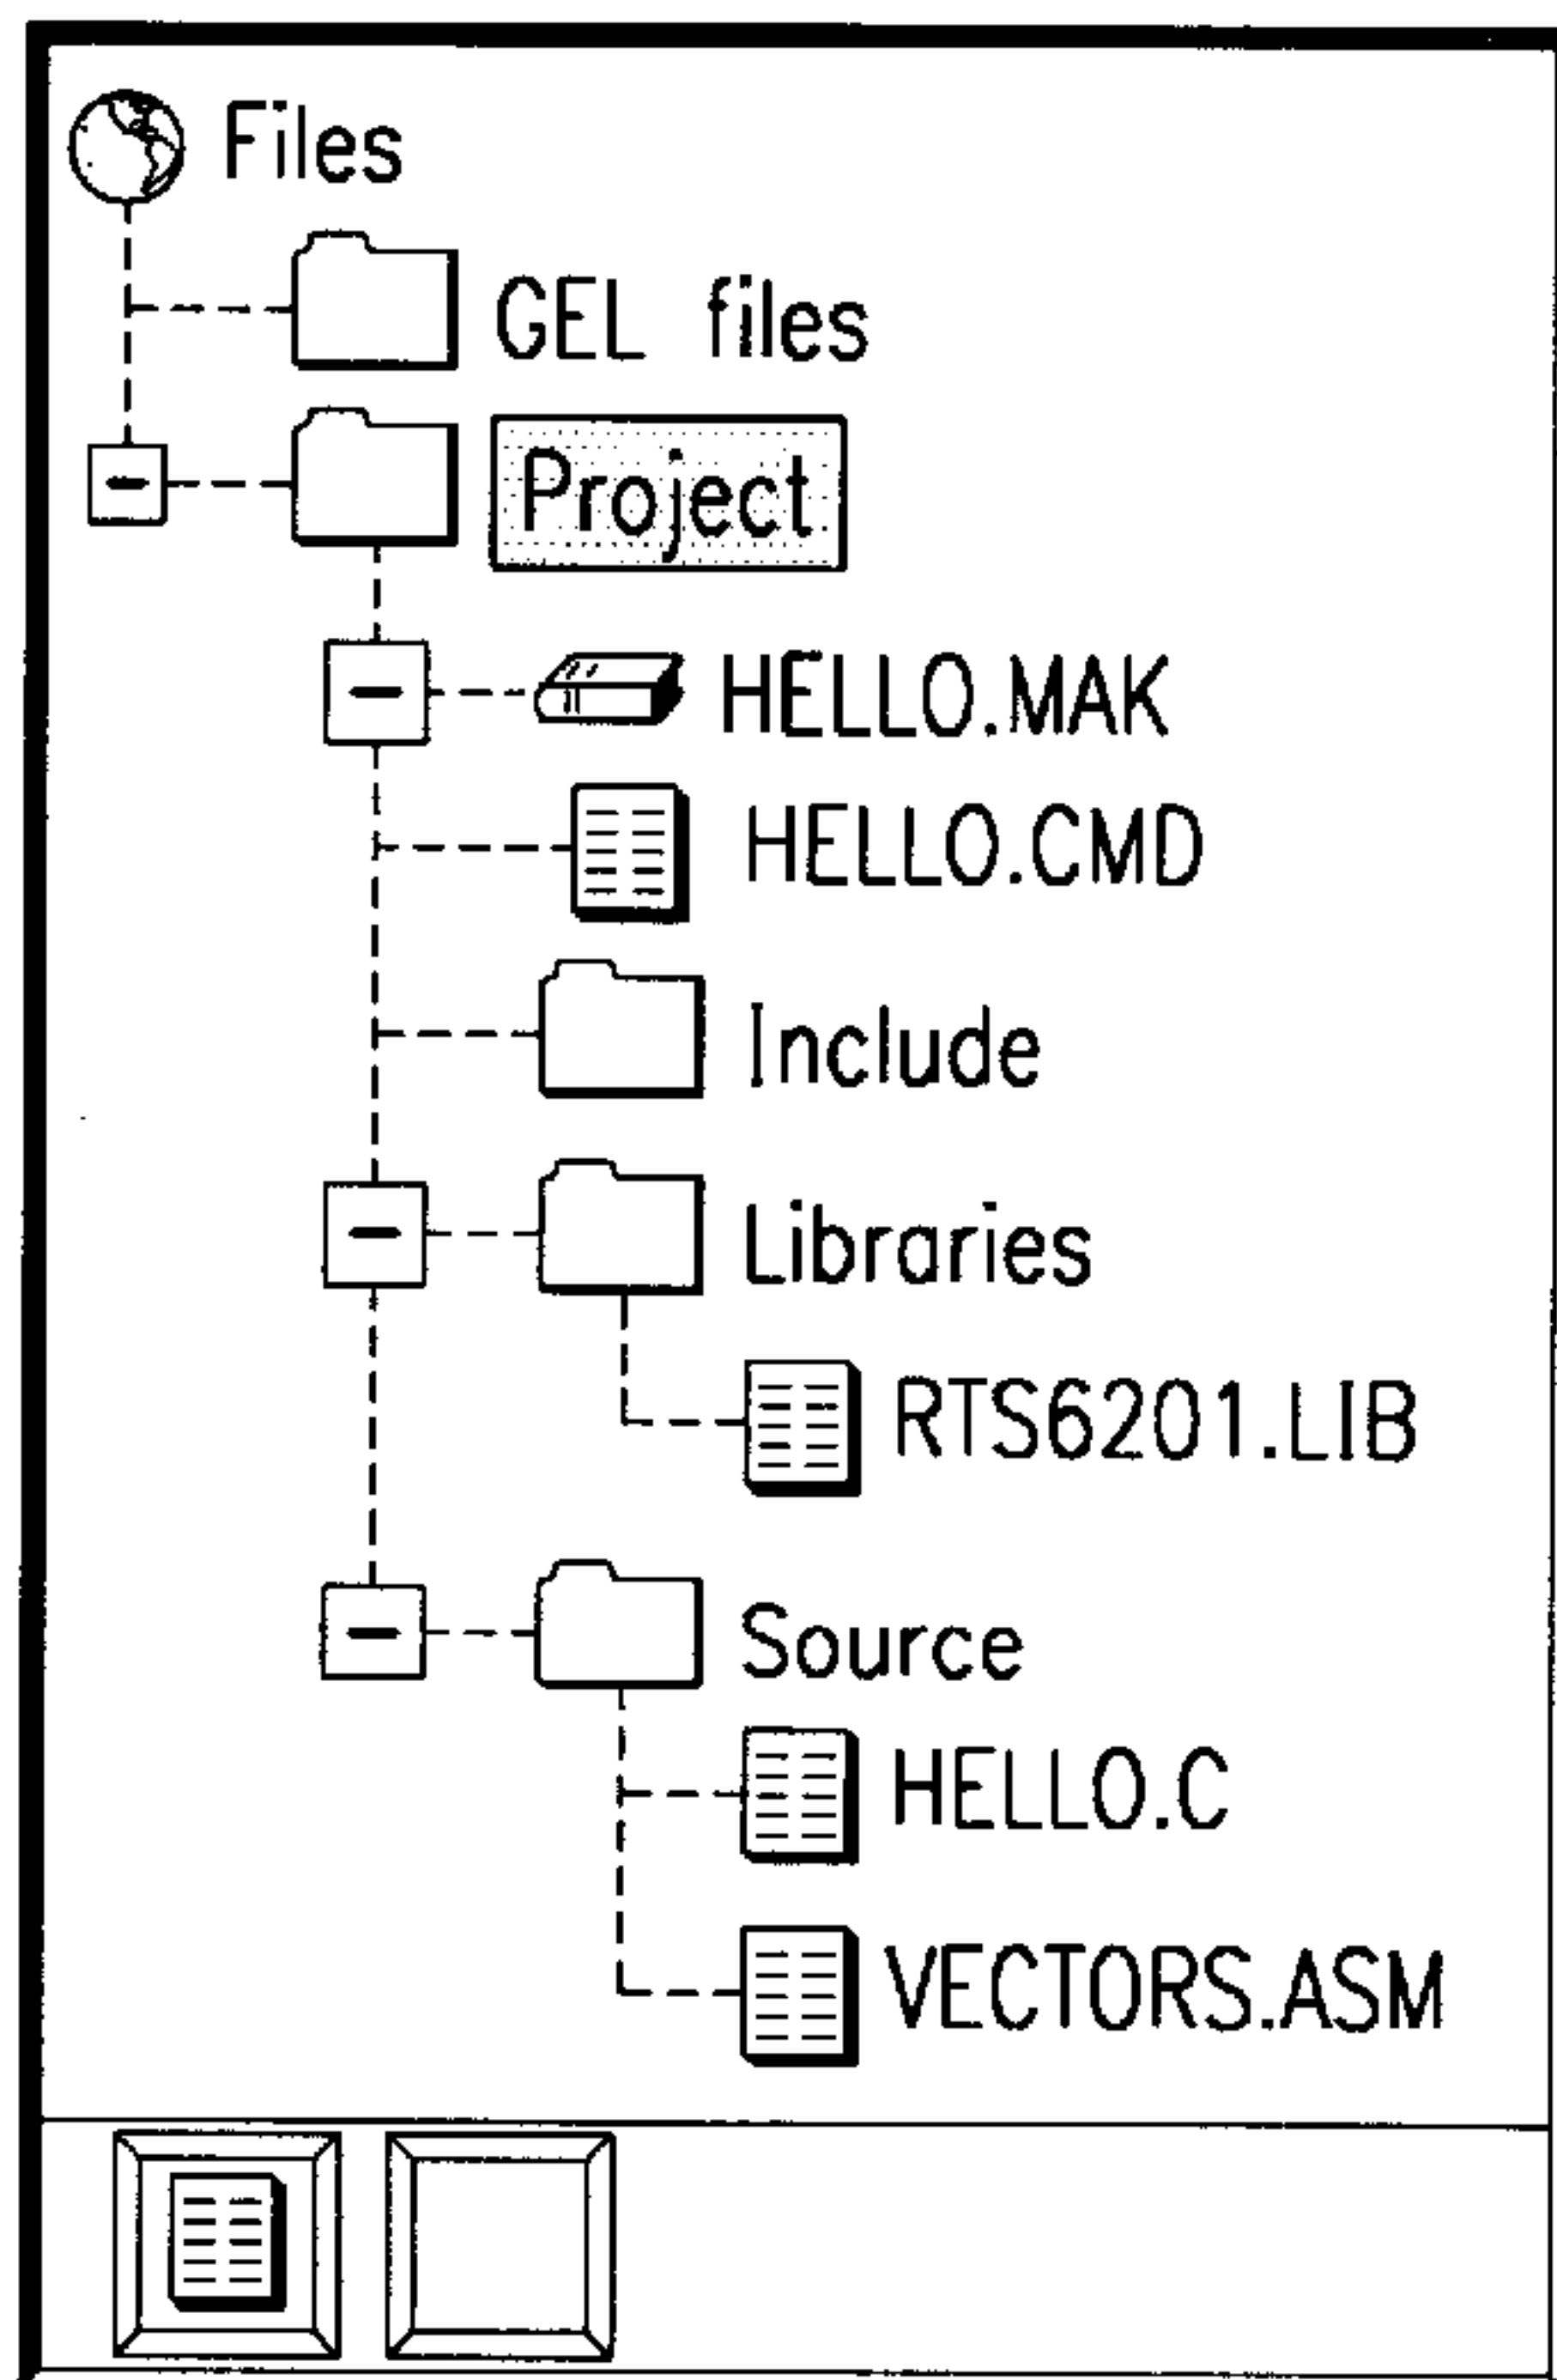 Files
GEL files
Project
HELLO.MAK
HELLO.CMD
Include
Libraries
RTS6201.LIB
Source
HELLO.C
VECTORS.ASM